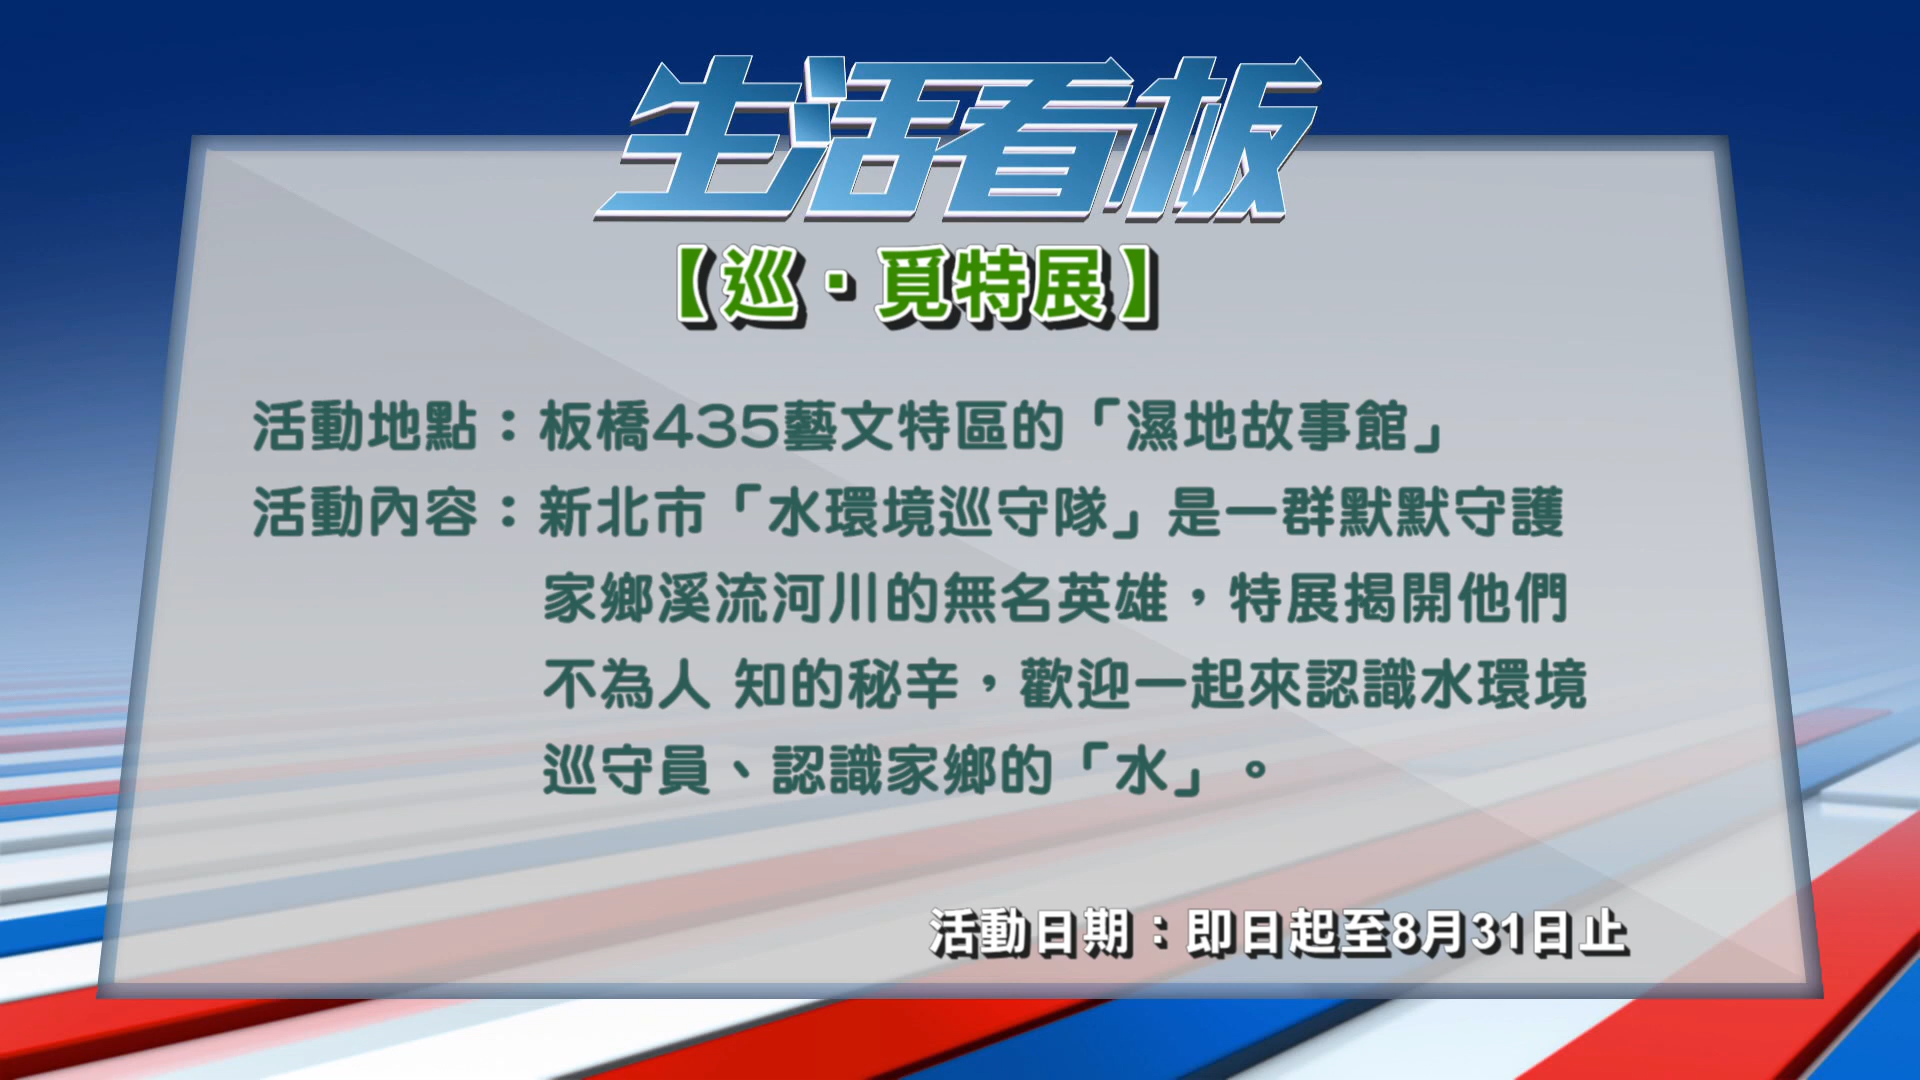 生活看板
【巡·覓特展】
活動地點：板橋435藝文特區的「濕地故事館」
活動內容：新北市「水環境巡守隊」是一群默默守護
家鄉溪流河川的無名英雄，特展揭開他們
不為人 知的秘辛，歡迎一起來認識水環境
巡守員、認識家鄉的「水」。
活動日期：即日起至8月31日止